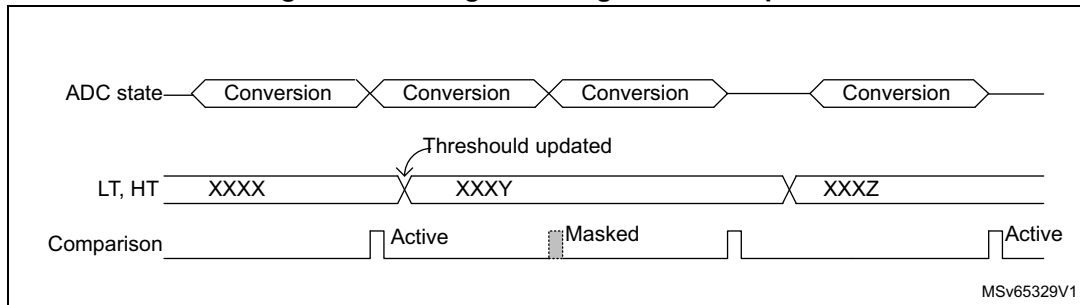 ADC state Conversion Conversion Conversion Conversion
Threshould updated
LT, HT XXXX XXXY XXXZ
Comparison Active Masked Active
MSv65329V1